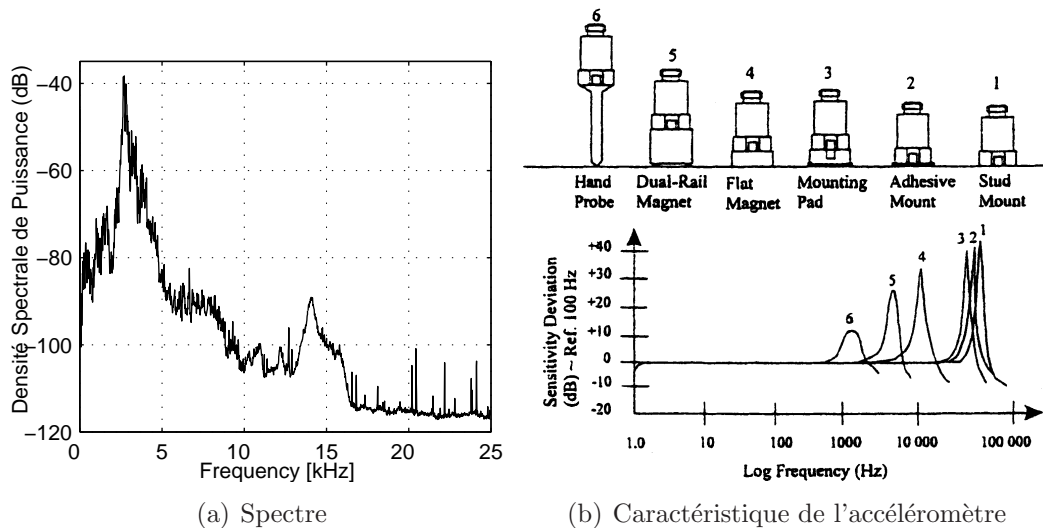 −40
−60
−80
−100
−120
0
5
10
15
20
25
Frequency [kHz]
Densité Spectrale de Puissance (dB)
(a) Spectre
6
5
4
3
2
1
Hand
Probe
Dual-Rail
Magnet
Flat
Magnet
Mounting
Pad
Adhesive
Mount
Stud
Mount
Sensitivity Deviation
(dB) ~ Ref. 100 Hz
+40
+30
+20
+10
0
-10
-20
6
5
4
3 2 1
1.0
10
100
1000
10 000
100 000
Log Frequency (Hz)
(b) Caractéristique de l'accéléromètre